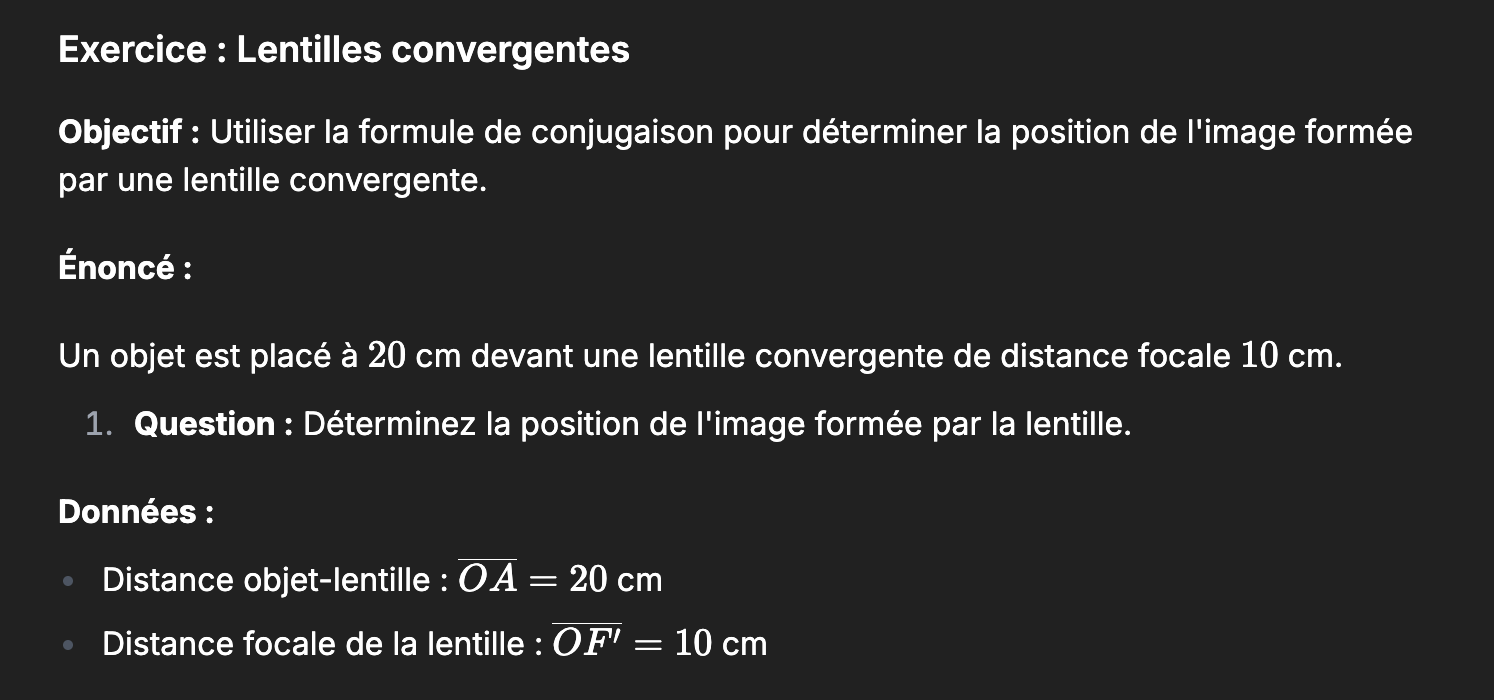 Exercice : Lentilles convergentes
Objectif : Utiliser la formule de conjugaison pour déterminer la position de l'image formée
par une lentille convergente.
Énoncé :
Un objet est placé à 20 cm devant une lentille convergente de distance focale 10 cm.
1. Question : Déterminez la position de l'image formée par la lentille.
Données :
• Distance objet-lentille : $\overline{OA} = 20$ cm
• Distance focale de la lentille : $\overline{OF'} = 10$ cm